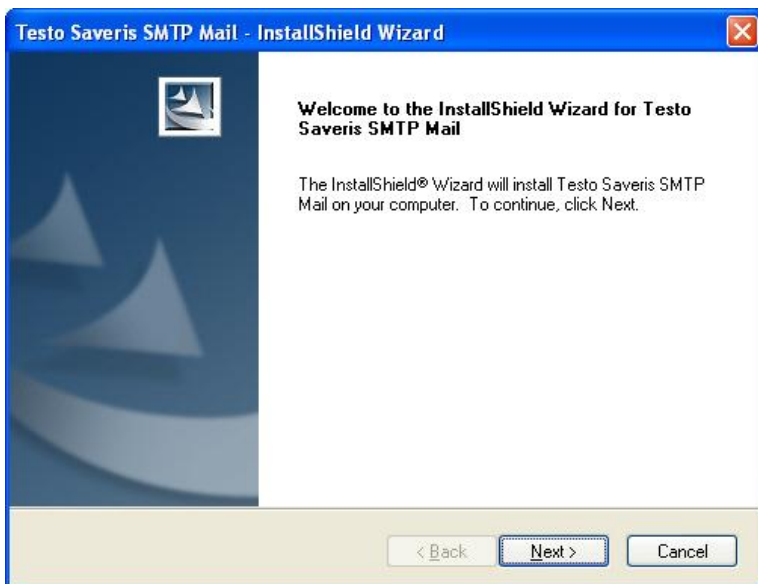 Testo Saveris SMTP Mail - InstallShield Wizard
Welcome to the InstallShield Wizard for Testo
Saveris SMTP Mail
The InstallShield® Wizard will install Testo Saveris SMTP
Mail on your computer. To continue, click Next.
< Back
Next >
Cancel